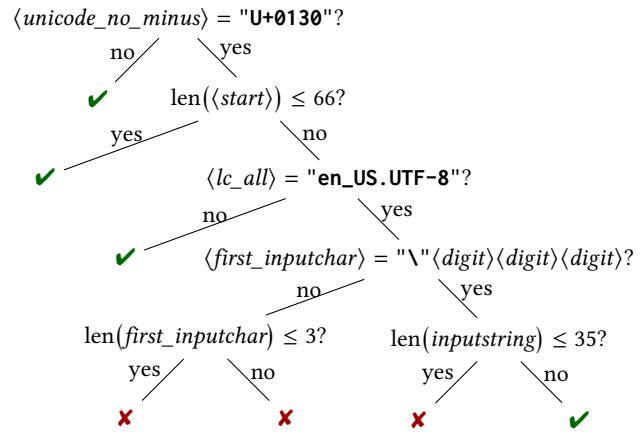 ⟨unicode_no_minus⟩ = "U+0130"?
no yes
✔ len(⟨start⟩) ≤ 66?
yes no
✔ ⟨lc_all⟩ = "en_US.UTF-8"?
no yes
✔ ⟨first_inputchar⟩ = "\"⟨digit⟩⟨digit⟩⟨digit⟩?
no yes
len(first_inputchar) ≤ 3? len(inputstring) ≤ 35?
yes no yes no
✘ ✘ ✘ ✔